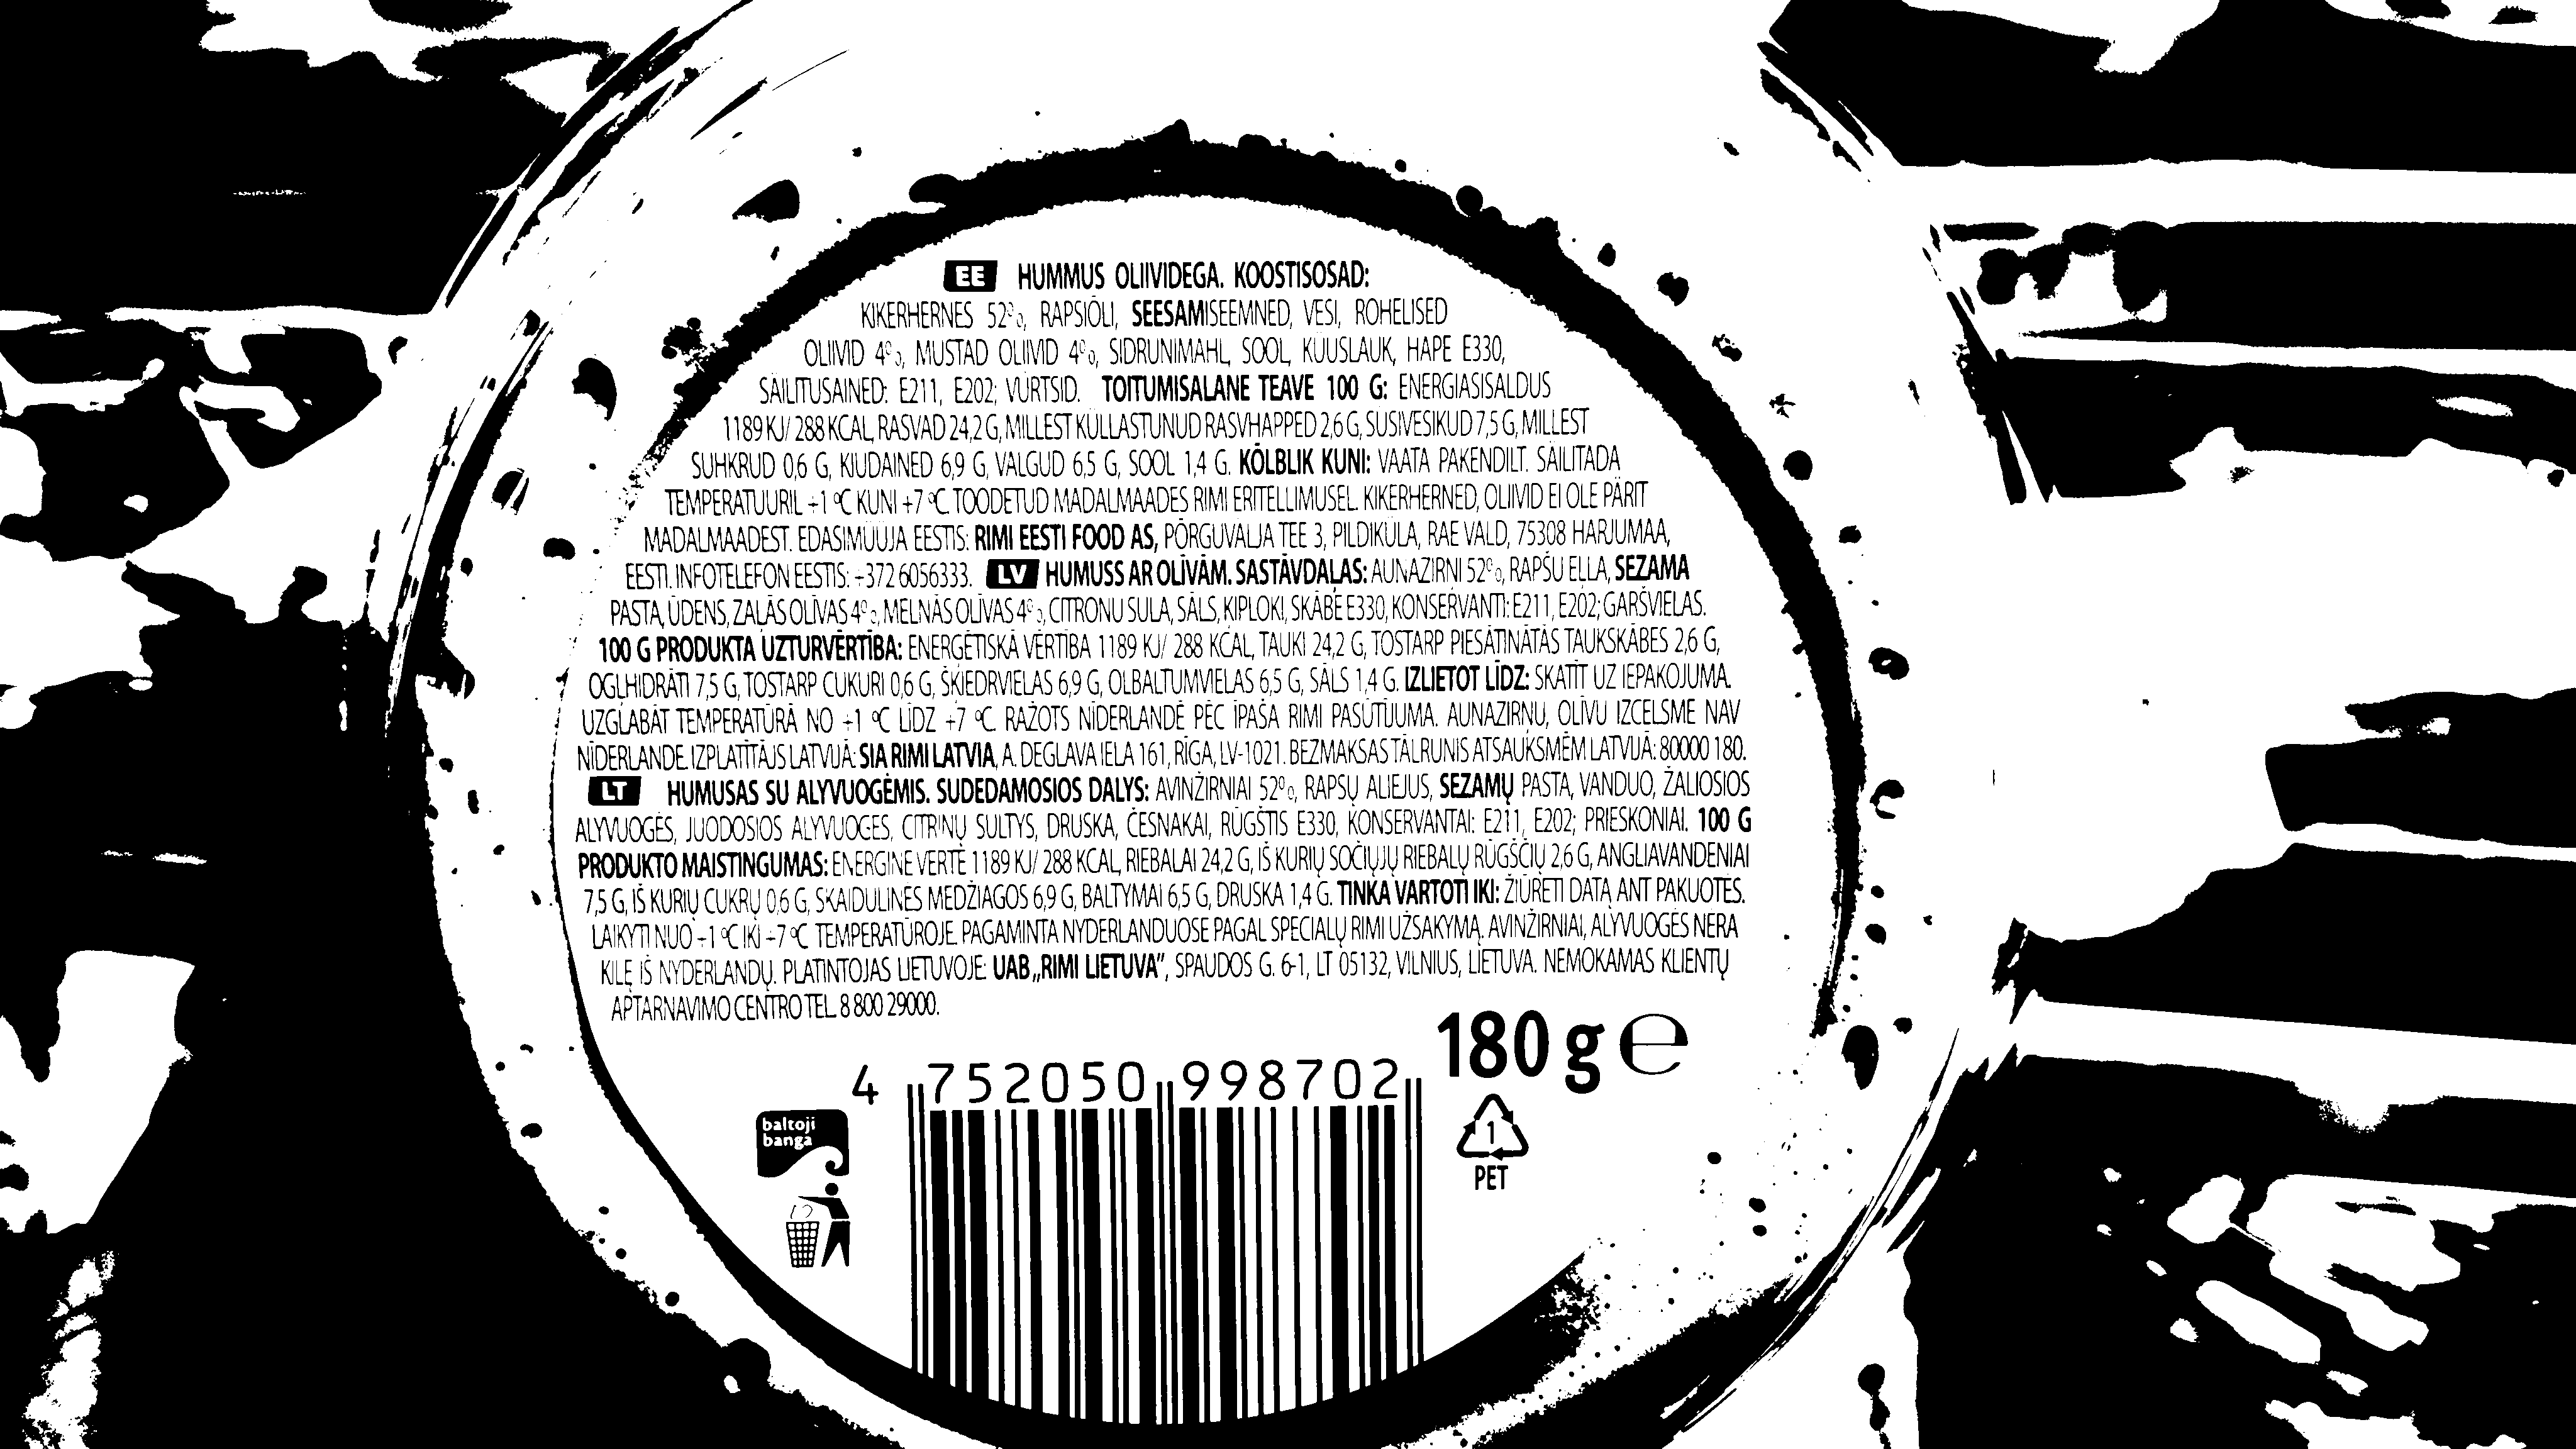 EE HUMMUS OLIIVIDEGA. KOOSTISOSAD:
KIKERHERNES 52%, RAPSIÕLI, SEESAMISEEMNED, VESI, ROHELISED
OLIIVID 4%, MUSTAD OLIIVID 4%, SIDRUNIMAHL, SOOL, KÜÜSLAUK, HAPE E330,
SÄILITUSAINED: E211, E202; VÜRTSID. TOITUMISALANE TEAVE 100 G: ENERGIASISALDUS
1189 KJ/ 288 KCAL, RASVAD 24,2 G, MILLEST KÜLLASTUNUD RASVHAPPED 2,6 G, SÜSIVESIKUD 7,5 G, MILLEST
SUHKRUD 0,6 G, KIUDAINED 6,9 G, VALGUD 6,5 G, SOOL 1,4 G. KÕLBLIK KUNI: VAATA PAKENDILT. SÄILITADA
TEMPERATUURIL +1 °C KUNI +7 °C. TOODETUD MADALMAADES RIMI ERITELLIMUSEL. KIKERHERNED, OLIIVID EI OLE PÄRIT
MADALMAADEST. EDASIMÜÜJA EESTIS: RIMI EESTI FOOD AS, PÕRGUVÄLJA TEE 3, PILDIKÜLA, RAE VALD, 75308 HARJUMAA,
EESTI. INFOTELEFON EESTIS: +372 6056333. LV HUMUSS AR OLĪVĀM. SASTĀVDAĻAS: AUNAZIRŅI 52%, RAPŠU EĻĻA, SEZAMA
PASTA, ŪDENS, ZAĻĀS OLĪVAS 4%, MELNĀS OLĪVAS 4%, CITRONU SULA, SĀLS, ĶIPLOKI, SKĀBE E330, KONSERVANTI: E211, E202; GARŠVIELAS.
100 G PRODUKTA UZTURVĒRTĪBA: ENERĢĒTISKĀ VĒRTĪBA 1189 KJ/ 288 KCAL, TAUKI 24,2 G, TOSTARP PIESĀTINĀTĀS TAUKSKĀBES 2,6 G,
OGĻHIDRĀTI 7,5 G, TOSTARP CUKURI 0,6 G, ŠĶIEDRVIELAS 6,9 G, OLBALTUMVIELAS 6,5 G, SĀLS 1,4 G. IZLIETOT LĪDZ: SKATĪT UZ IEPAKOJUMA.
UZGLABĀT TEMPERATŪRĀ NO +1 °C LĪDZ +7 °C. RAŽOTS NĪDERLANDĒ PĒC ĪPAŠA RIMI PASŪTĪJUMA. AUNAZIRŅU, OLĪVU IZCELSME NAV
NĪDERLANDE. IZPLATĪTĀJS LATVIJĀ: SIA RIMI LATVIA, A. DEGLAVA IELA 161, RĪGA, LV-1021. BEZMAKSAS TĀLRUNIS ATSAUKSMĒM LATVIJĀ: 80000 180.
LT HUMUSAS SU ALYVUOGĖMIS. SUDEDAMOSIOS DALYS: AVINŽIRNIAI 52%, RAPSŲ ALIEJUS, SEZAMŲ PASTA, VANDUO, ŽALIOSIOS
ALYVUOGĖS, JUODOSIOS ALYVUOGĖS, CITRINŲ SULTYS, DRUSKA, ČESNAKAI, RŪGŠTIS E330, KONSERVANTAI: E211, E202; PRIESKONIAI. 100 G
PRODUKTO MAISTINGUMAS: ENERGINĖ VERTĖ 1189 KJ/ 288 KCAL, RIEBALAI 24,2 G, IŠ KURIŲ SOČIŲJŲ RIEBALŲ RŪGŠČIŲ 2,6 G, ANGLIAVANDENIAI
7,5 G, IŠ KURIŲ CUKRŲ 0,6 G, SKAIDULINĖS MEDŽIAGOS 6,9 G, BALTYMAI 6,5 G, DRUSKA 1,4 G. TINKA VARTOTI IKI: ŽIŪRĖTI DATĄ ANT PAKUOTĖS.
LAIKYTI NUO +1 °C IKI +7 °C TEMPERATŪROJE. PAGAMINTA NYDERLANDUOSE PAGAL SPECIALŲ RIMI UŽSAKYMĄ. AVINŽIRNIAI, ALYVUOGĖS NĖRA
KILĘ IŠ NYDERLANDŲ. PLATINTOJAS LIETUVOJE: UAB „RIMI LIETUVA”, SPAUDOS G. 6-1, LT 05132, VILNIUS, LIETUVA. NEMOKAMAS KLIENTŲ
APTARNAVIMO CENTRO TEL. 8 800 29000.
180 g ℮
4 752050 998702
baltoji
banga
1
PET